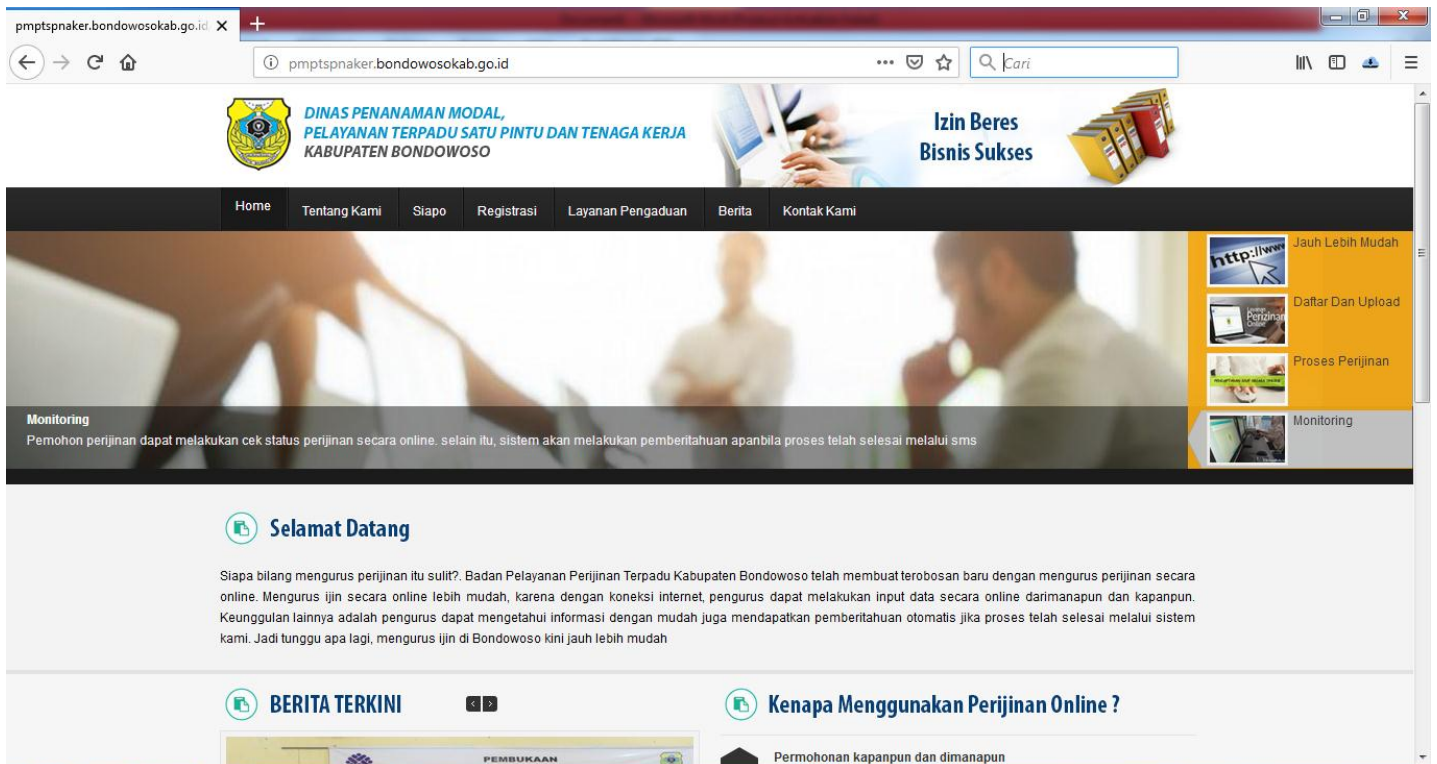 pmptspnaker.bondowosokab.go.id
pmptspnaker.bondowosokab.go.id
Cari
DINAS PENANAMAN MODAL,
PELAYANAN TERPADU SATU PINTU DAN TENAGA KERJA
KABUPATEN BONDOWOSO
Izin Beres
Bisnis Sukses
Home Tentang Kami Siapo Registrasi Layanan Pengaduan Berita Kontak Kami
http://www
Jauh Lebih Mudah
Perizinan
Online
Daftar Dan Upload
Proses Perijinan
Monitoring
Monitoring
Pemohon perijinan dapat melakukan cek status perijinan secara online. selain itu, sistem akan melakukan pemberitahuan apanbila proses telah selesai melalui sms
Selamat Datang
Siapa bilang mengurus perijinan itu sulit?. Badan Pelayanan Perijinan Terpadu Kabupaten Bondowoso telah membuat terobosan baru dengan mengurus perijinan secara
online. Mengurus ijin secara online lebih mudah, karena dengan koneksi internet, pengurus dapat melakukan input data secara online darimanapun dan kapanpun.
Keunggulan lainnya adalah pengurus dapat mengetahui informasi dengan mudah juga mendapatkan pemberitahuan otomatis jika proses telah selesai melalui sistem
kami. Jadi tunggu apa lagi, mengurus ijin di Bondowoso kini jauh lebih mudah
BERITA TERKINI
PEMBUKAAN
Kenapa Menggunakan Perijinan Online ?
Permohonan kapanpun dan dimanapun